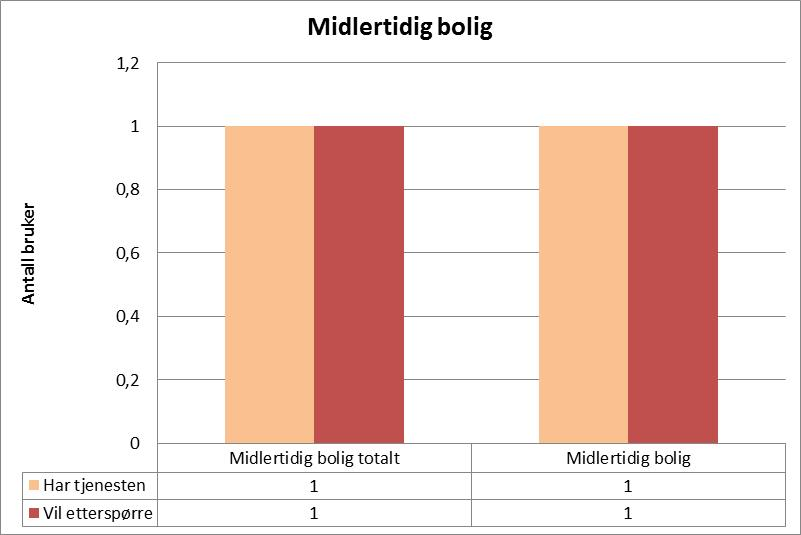 Midlertidig bolig
Antall bruker
1,2
1
0,8
0,6
0,4
0,2
0
Midlertidig bolig totalt Midlertidig bolig
Har tjenesten 1 1
Vil etterspørre 1 1